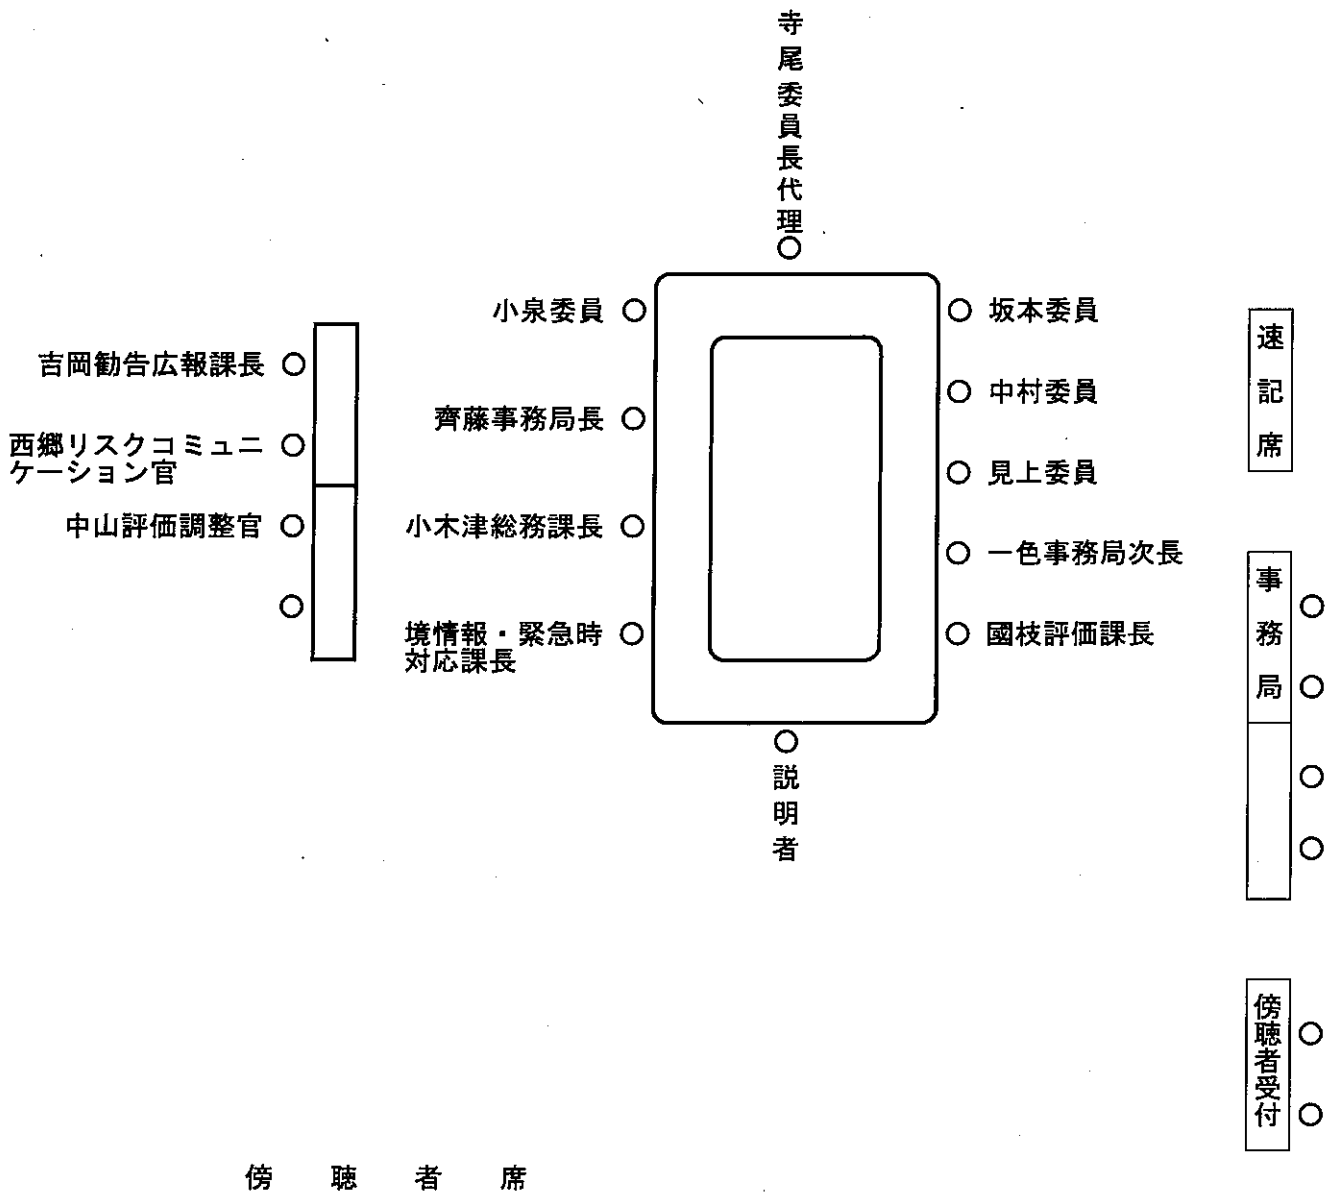 寺尾委員長代理
小泉委員
坂本委員
吉岡勧告広報課長
中村委員
齊藤事務局長
西郷リスクコミュニ
ケーション官
見上委員
中山評価調整官
小木津総務課長
一色事務局次長
境情報・緊急時
対応課長
國枝評価課長
説明者
速記席
事務局
傍聴者受付
傍聴者席